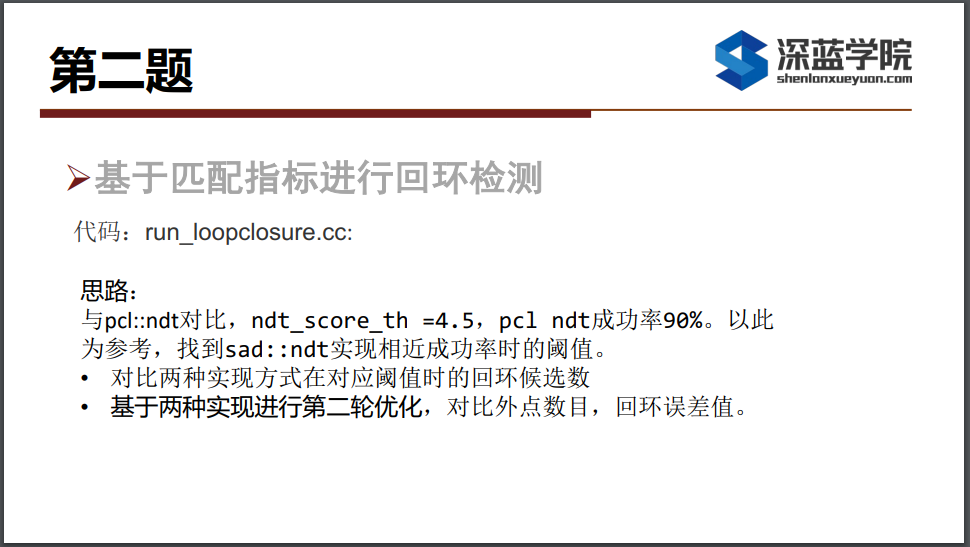 第二题
深蓝学院
shenlanxueyuan.com
➢基于匹配指标进行回环检测
代码：run_loopclosure.cc:
思路：
与pcl::ndt对比，ndt_score_th =4.5，pcl ndt成功率90%。以此
为参考，找到sad::ndt实现相近成功率时的阈值。
• 对比两种实现方式在对应阈值时的回环候选数
• 基于两种实现进行第二轮优化，对比外点数目，回环误差值。